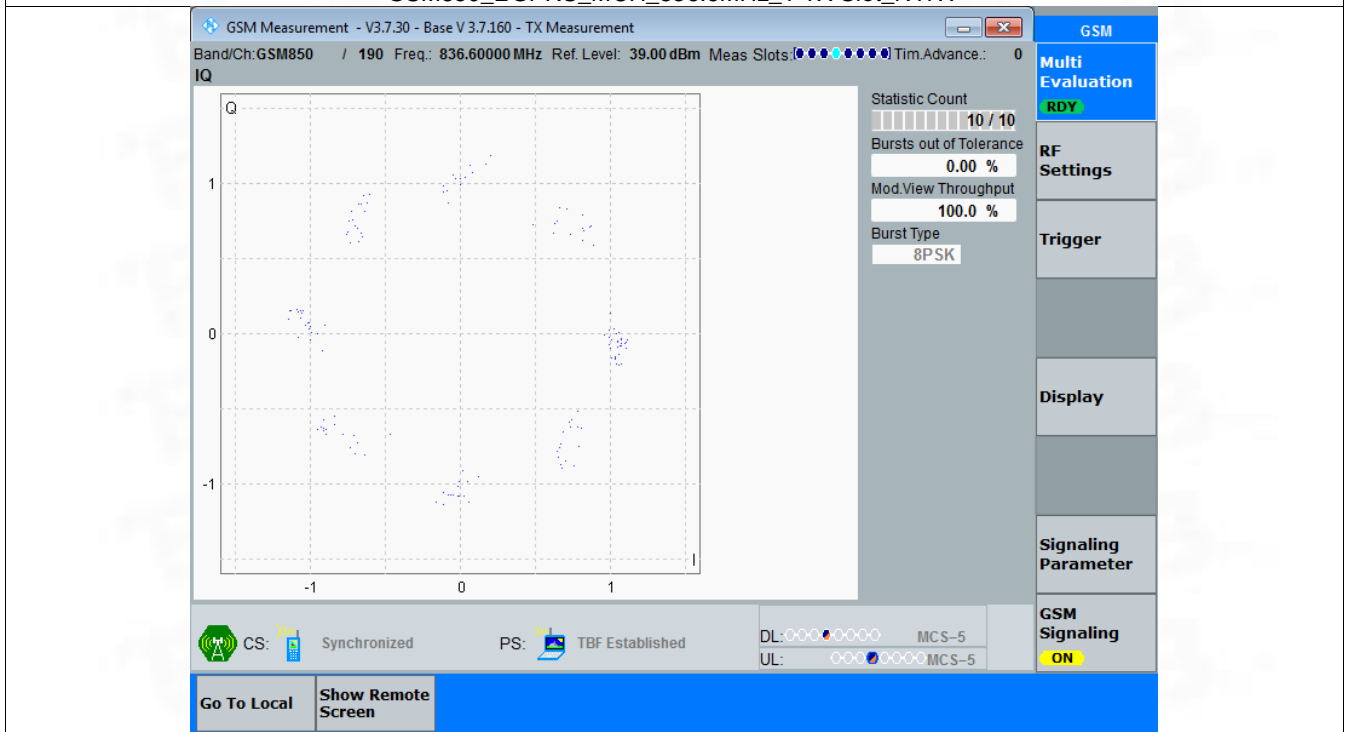 GSM Measurement - V3.7.30 - Base V 3.7.160 - TX Measurement
GSM
Band/Ch:GSM850 / 190 Freq.: 836.60000 MHz Ref. Level: 39.00 dBm Meas Slots: Tim.Advance.: 0
IQ
Multi
Evaluation
RDY
Q
1
0
-1
I
-1 0 1
Statistic Count
10 / 10
Bursts out of Tolerance
0.00 %
Mod.View Throughput
100.0 %
Burst Type
8PSK
RF
Settings
Trigger
Display
Signaling
Parameter
GSM
Signaling
ON
CS: Synchronized PS: TBF Established
DL: MCS-5
UL: MCS-5
Go To Local
Show Remote
Screen